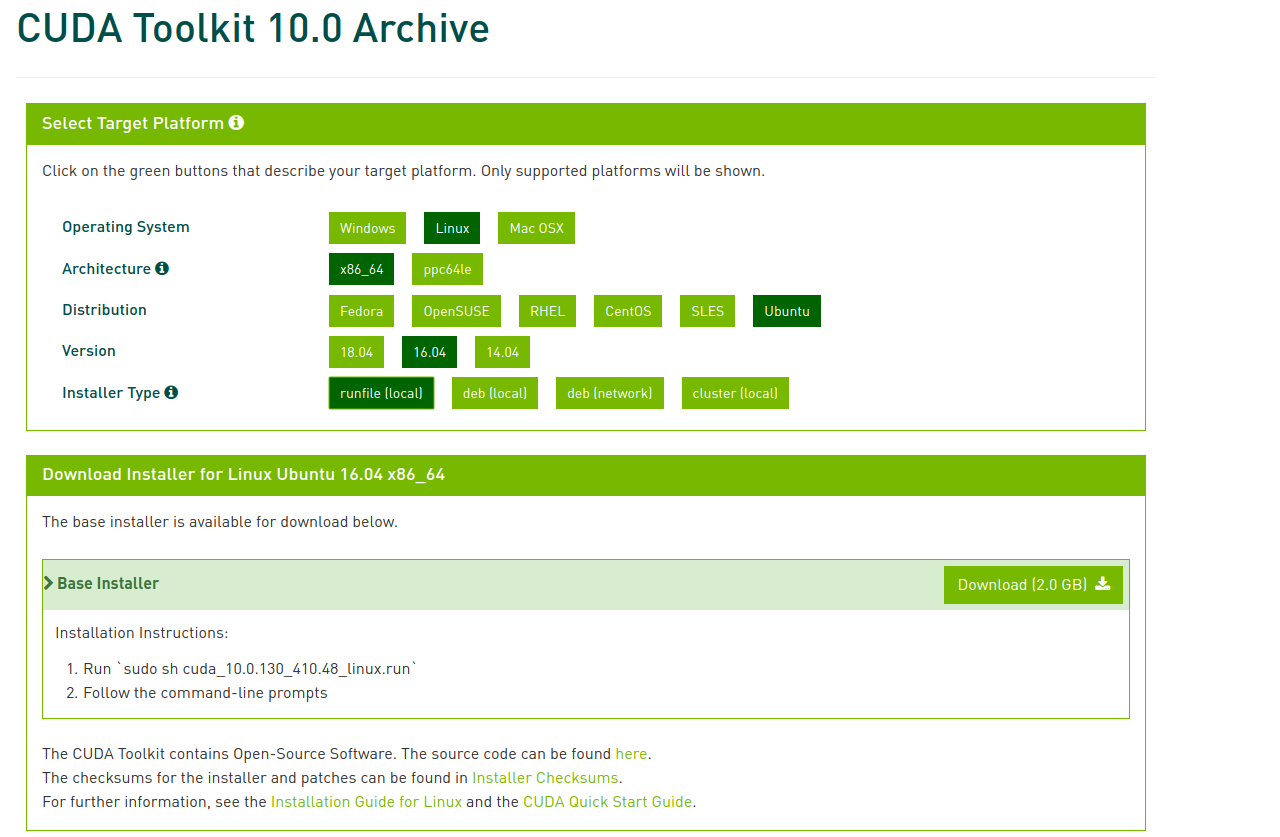 CUDA Toolkit 10.0 Archive
Select Target Platform
Click on the green buttons that describe your target platform. Only supported platforms will be shown.
Operating System Windows Linux Mac OSX
Architecture x86_64 ppc64le
Distribution Fedora OpenSUSE RHEL CentOS SLES Ubuntu
Version 18.04 16.04 14.04
Installer Type runfile (local) deb (local) deb (network) cluster (local)
Download Installer for Linux Ubuntu 16.04 x86_64
The base installer is available for download below.
Base Installer Download (2.0 GB)
Installation Instructions:
1. Run `sudo sh cuda_10.0.130_410.48_linux.run`
2. Follow the command-line prompts
The CUDA Toolkit contains Open-Source Software. The source code can be found here.
The checksums for the installer and patches can be found in Installer Checksums.
For further information, see the Installation Guide for Linux and the CUDA Quick Start Guide.